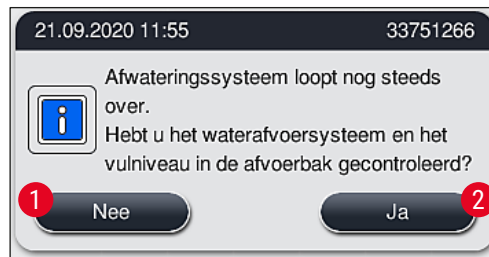 21.09.2020 11:55 33751266
Afwateringssysteem loopt nog steeds
over.
Hebt u het waterafvoersysteem en het
vulniveau in de afvoerbak gecontroleerd?
1 Nee Ja 2